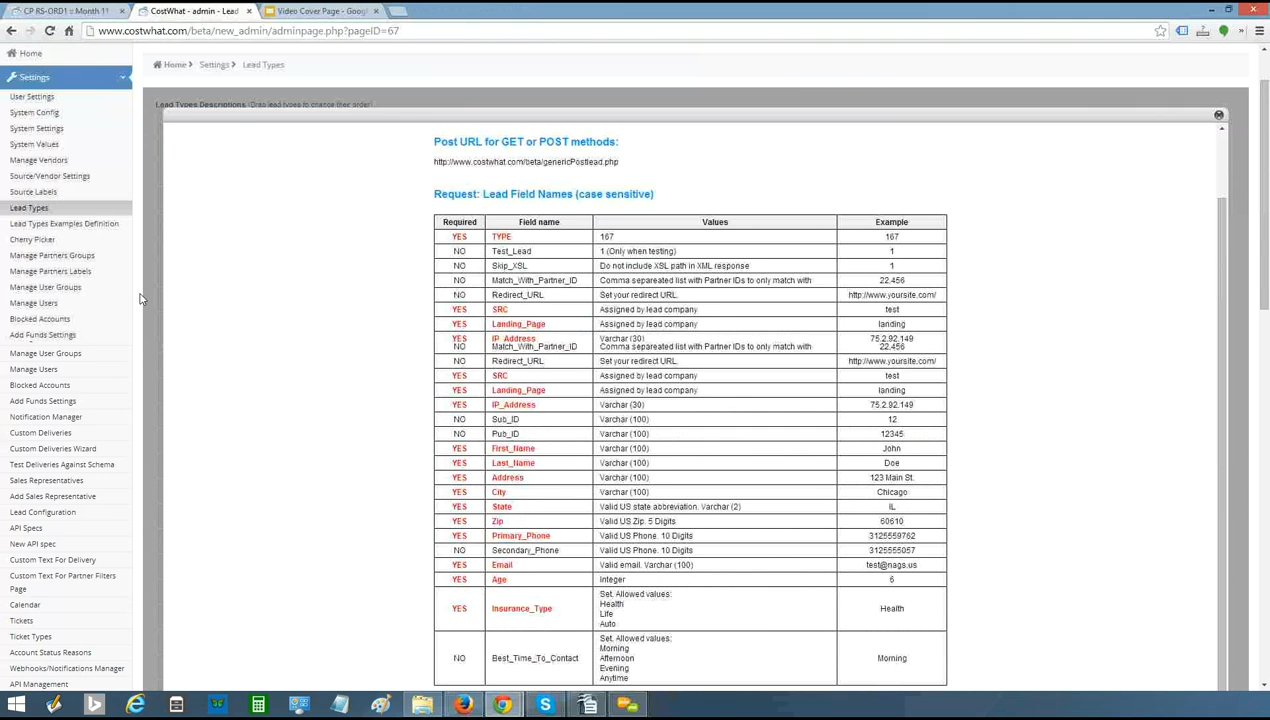 CP RS-ORD1 :: Month 11
CostWhat - admin - Lead
Video Cover Page - Googl
www.costwhat.com/beta/new_admin/adminpage.php?pageID=67
Home
Settings
User Settings
System Config
System Settings
System Values
Manage Vendors
Source/Vendor Settings
Source Labels
Lead Types
Lead Types Examples Definition
Cherry Picker
Manage Partners Groups
Manage Partners Labels
Manage User Groups
Manage Users
Blocked Accounts
Add Funds Settings
Manage User Groups
Manage Users
Blocked Accounts
Add Funds Settings
Notification Manager
Custom Deliveries
Custom Deliveries Wizard
Test Deliveries Against Schema
Sales Representatives
Add Sales Representative
Lead Configuration
API Specs
New API spec
Custom Text For Delivery
Custom Text For Partner Filters
Page
Calendar
Tickets
Ticket Types
Account Status Reasons
Webhooks/Notifications Manager
API Management
Home > Settings > Lead Types
Lead Types Descriptions (Drag lead types to change their order)
Post URL for GET or POST methods:
http://www.costwhat.com/beta/genericPostlead.php
Request: Lead Field Names (case sensitive)
Required Field name Values Example
YES TYPE 167 167
NO Test_Lead 1 (Only when testing) 1
NO Skip_XSL Do not include XSL path in XML response 1
NO Match_With_Partner_ID Comma separeated list with Partner IDs to only match with 22,456
NO Redirect_URL Set your redirect URL. http://www.yoursite.com/
YES SRC Assigned by lead company test
YES Landing_Page Assigned by lead company landing
YES IP_Address Varchar (30) 75.2.92.149
NO Match_With_Partner_ID Comma separeated list with Partner IDs to only match with 22,456
NO Redirect_URL Set your redirect URL. http://www.yoursite.com/
YES SRC Assigned by lead company test
YES Landing_Page Assigned by lead company landing
YES IP_Address Varchar (30) 75.2.92.149
NO Sub_ID Varchar (100) 12
NO Pub_ID Varchar (100) 12345
YES First_Name Varchar (100) John
YES Last_Name Varchar (100) Doe
YES Address Varchar (100) 123 Main St.
YES City Varchar (100) Chicago
YES State Valid US state abbreviation. Varchar (2) IL
YES Zip Valid US Zip. 5 Digits 60610
YES Primary_Phone Valid US Phone. 10 Digits 3125559762
NO Secondary_Phone Valid US Phone. 10 Digits 3125555057
YES Email Valid email. Varchar (100) test@nags.us
YES Age Integer 6
YES Insurance_Type Set. Allowed values: Health
Health
Life
Auto
NO Best_Time_To_Contact Set. Allowed values: Morning
Morning
Afternoon
Evening
Anytime